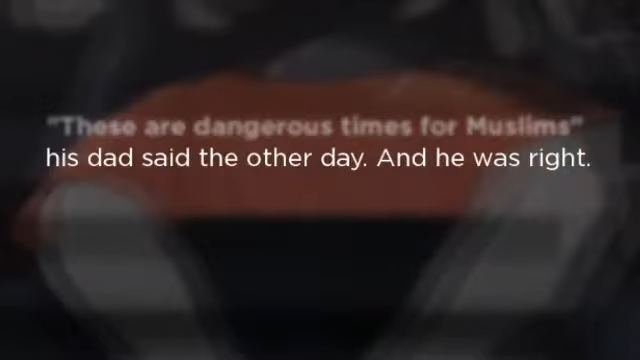 "These are dangerous times for Muslims"
his dad said the other day. And he was right.